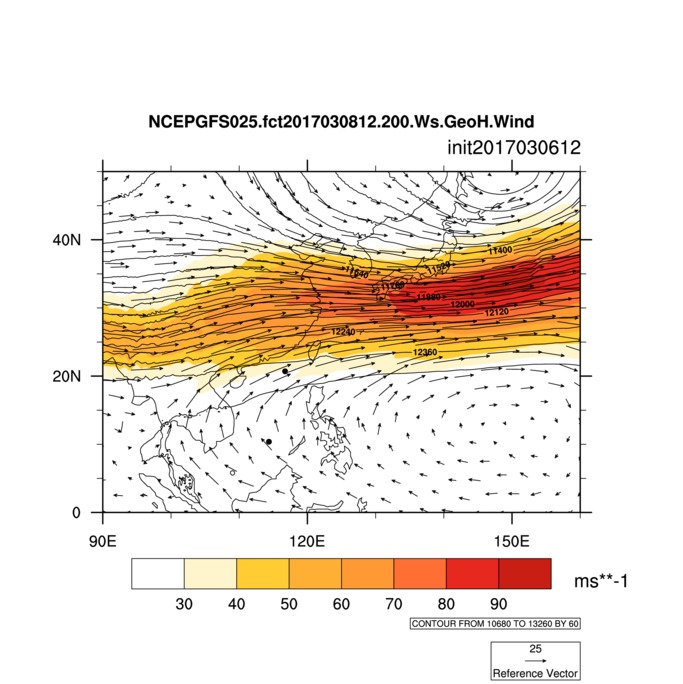 NCEPGFS025.fct2017030812.200.Ws.GeoH.Wind
init2017030612
40N
20N
0
11400
11520
11640
11760
11880
12000
12120
12240
12360
90E 120E 150E
30 40 50 60 70 80 90
ms**-1
CONTOUR FROM 10680 TO 13260 BY 60
25
Reference Vector